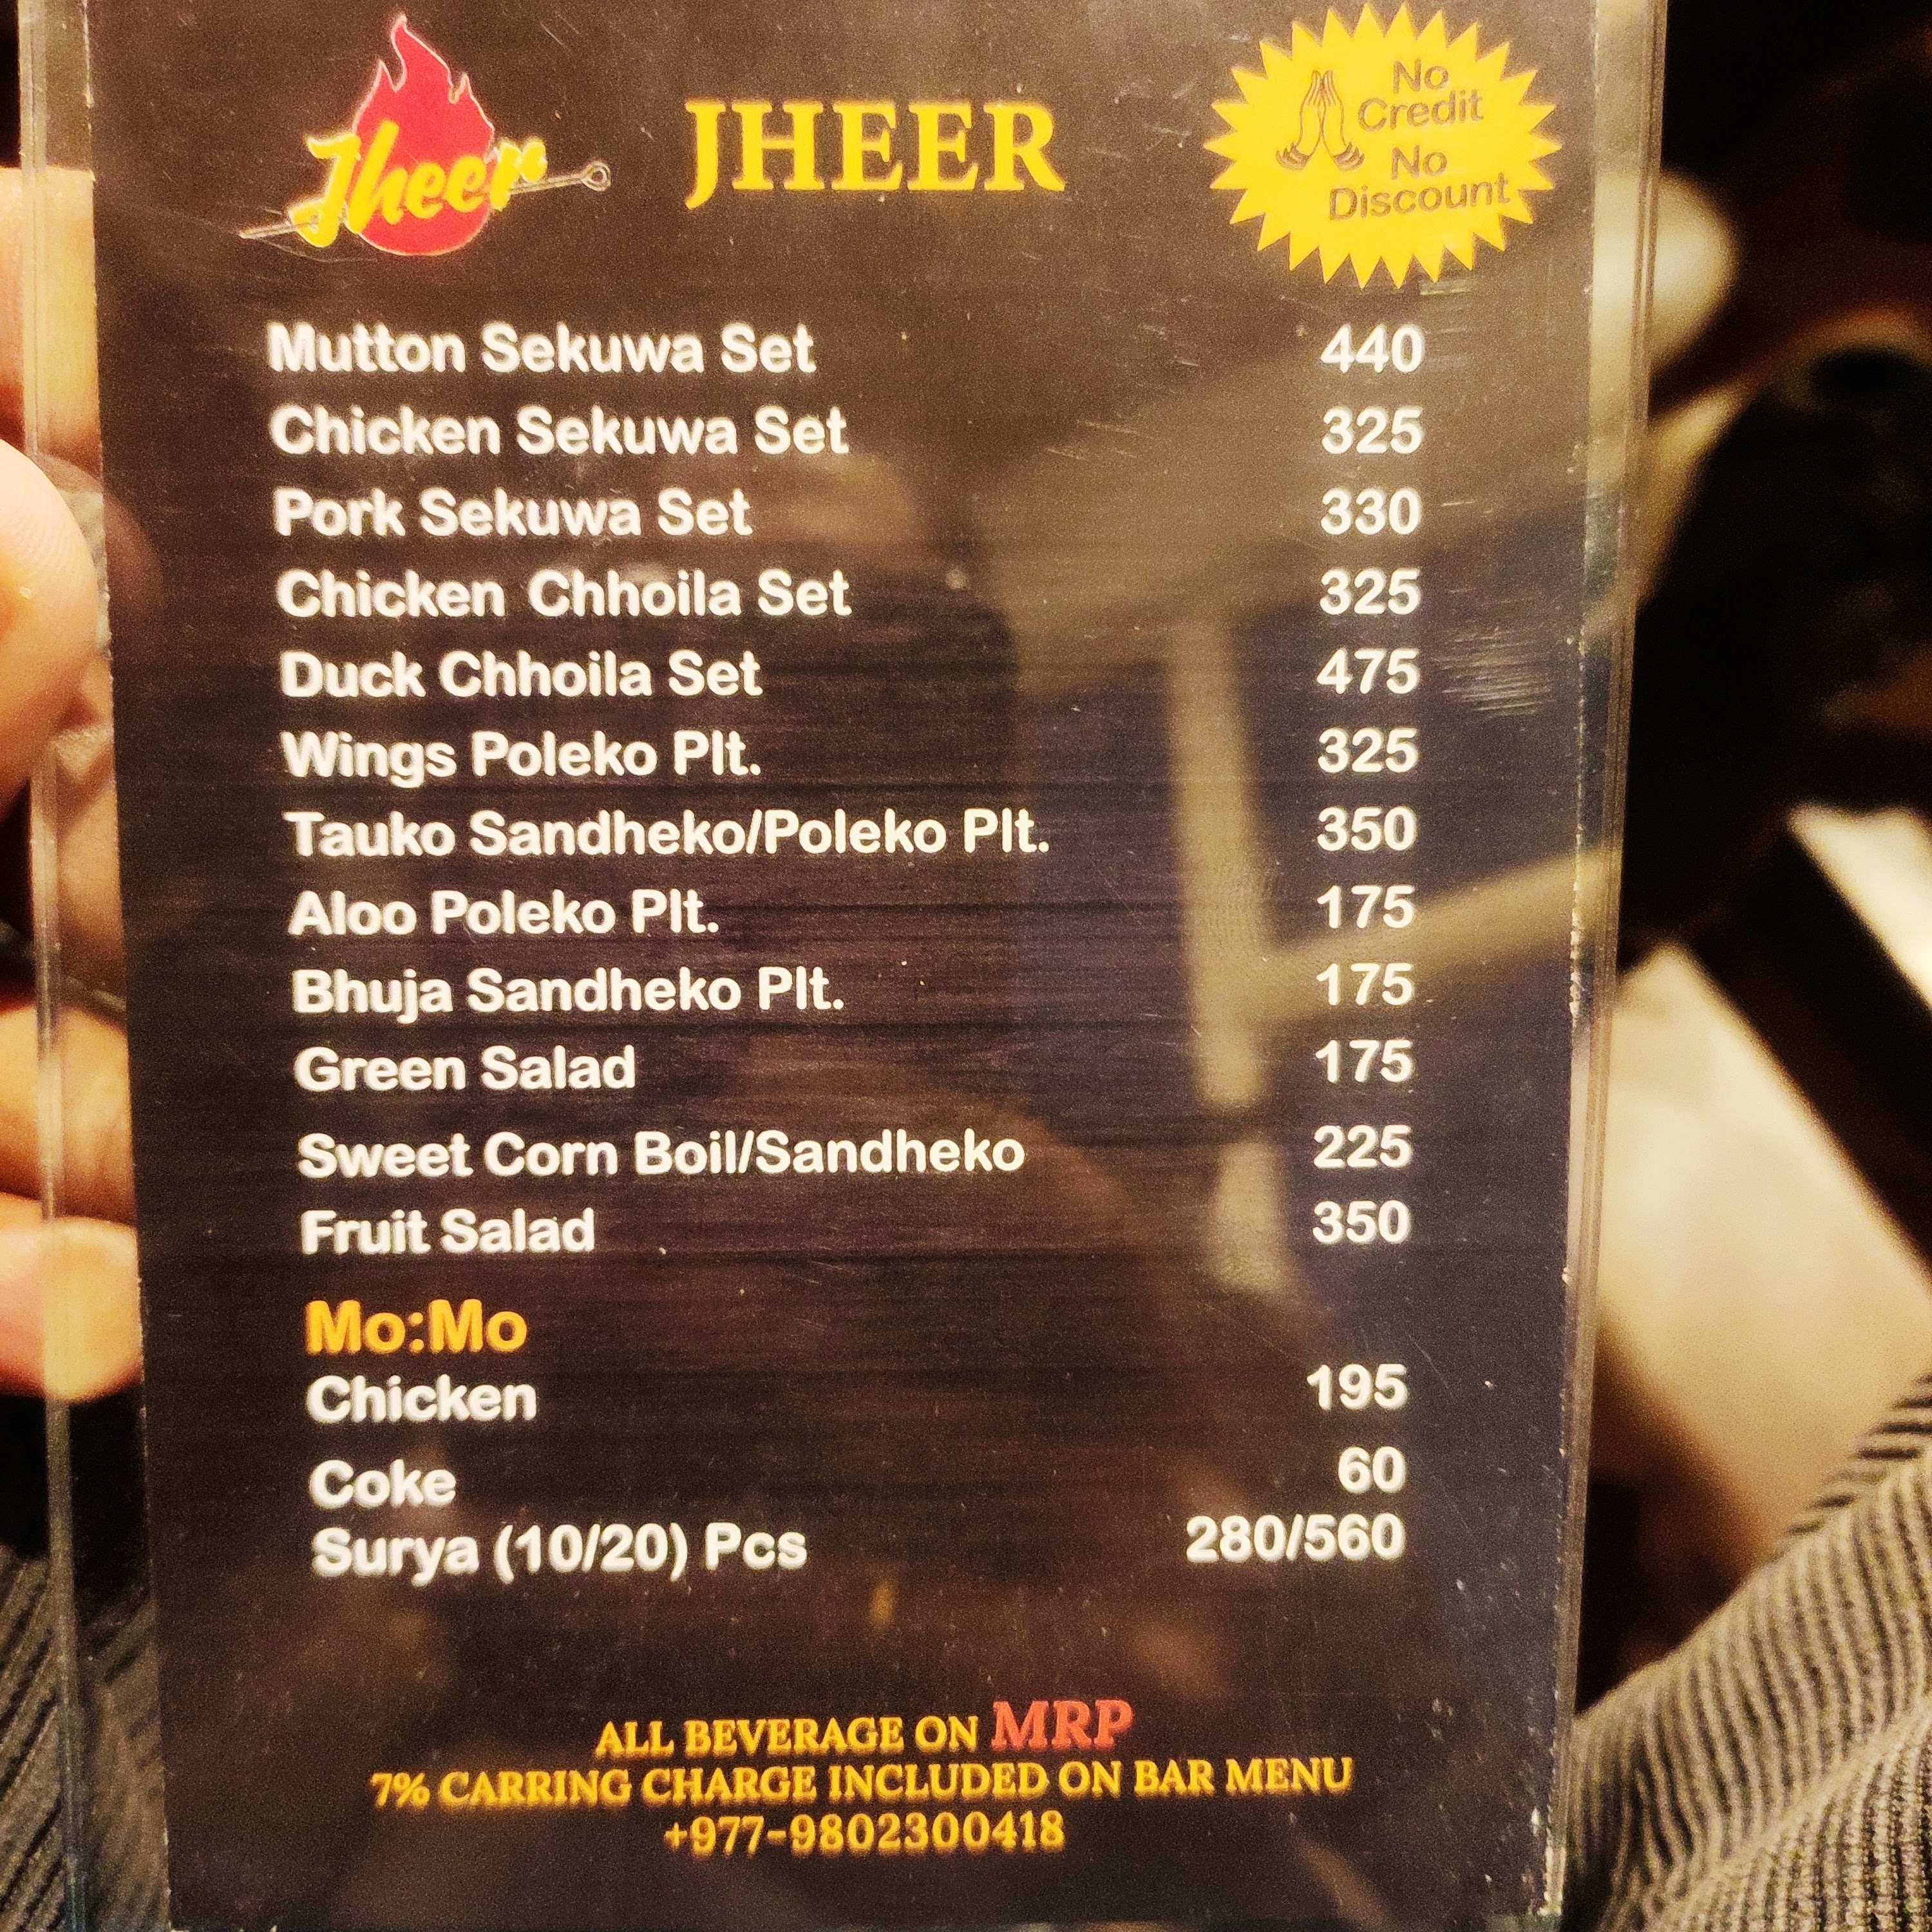 Jheer
JHEER
No
Credit
No
Discount
Mutton Sekuwa Set 440
Chicken Sekuwa Set 325
Pork Sekuwa Set 330
Chicken Chhoila Set 325
Duck Chhoila Set 475
Wings Poleko Plt. 325
Tauko Sandheko/Poleko Plt. 350
Aloo Poleko Plt. 175
Bhuja Sandheko Plt. 175
Green Salad 175
Sweet Corn Boil/Sandheko 225
Fruit Salad 350
Mo:Mo
Chicken 195
Coke 60
Surya (10/20) Pcs 280/560
ALL BEVERAGE ON MRP
7% CARRING CHARGE INCLUDED ON BAR MENU
+977-9802300418